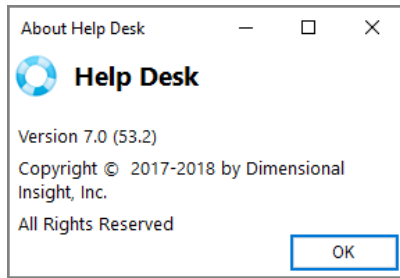 About Help Desk
Help Desk
Version 7.0 (53.2)
Copyright © 2017-2018 by Dimensional
Insight, Inc.
All Rights Reserved
OK